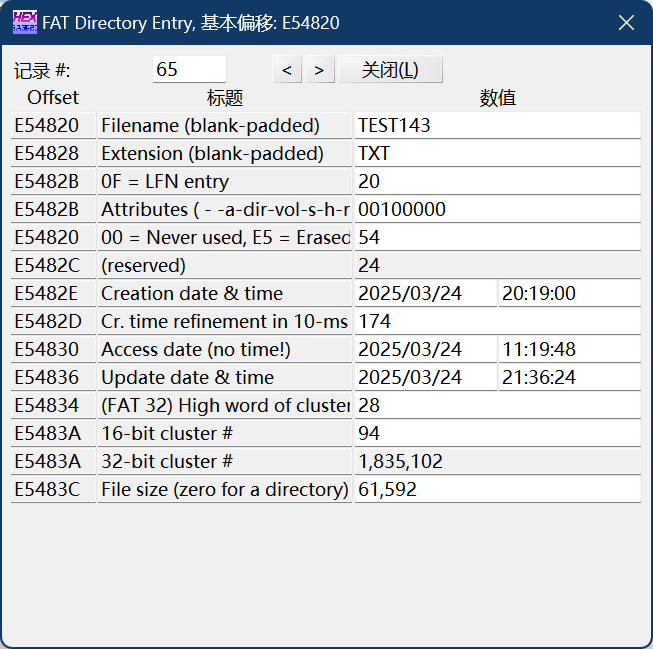 FAT Directory Entry, 基本偏移: E54820
记录 #: 65 < > 关闭(L)
Offset 标题 数值
E54820 Filename (blank-padded) TEST143
E54828 Extension (blank-padded) TXT
E5482B 0F = LFN entry 20
E5482B Attributes ( - -a-dir-vol-s-h-r 00100000
E54820 00 = Never used, E5 = Erased 54
E5482C (reserved) 24
E5482E Creation date & time 2025/03/24 20:19:00
E5482D Cr. time refinement in 10-ms 174
E54830 Access date (no time!) 2025/03/24 11:19:48
E54836 Update date & time 2025/03/24 21:36:24
E54834 (FAT 32) High word of cluster 28
E5483A 16-bit cluster # 94
E5483A 32-bit cluster # 1,835,102
E5483C File size (zero for a directory) 61,592